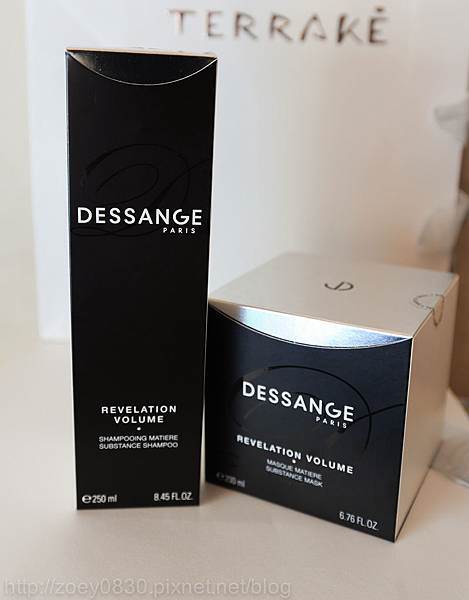 TERRAKĒ
DESSANGE
PARIS
REVELATION
VOLUME
SHAMPOOING MATIERE
SUBSTANCE SHAMPOO
℮250 ml 8.45 FL.OZ.
JD
DESSANGE
PARIS
REVELATION VOLUME
MASQUE MATIERE
SUBSTANCE MASK
℮200 ml 6.76 FL.OZ.
http://zoey0830.pixnet.net/blog